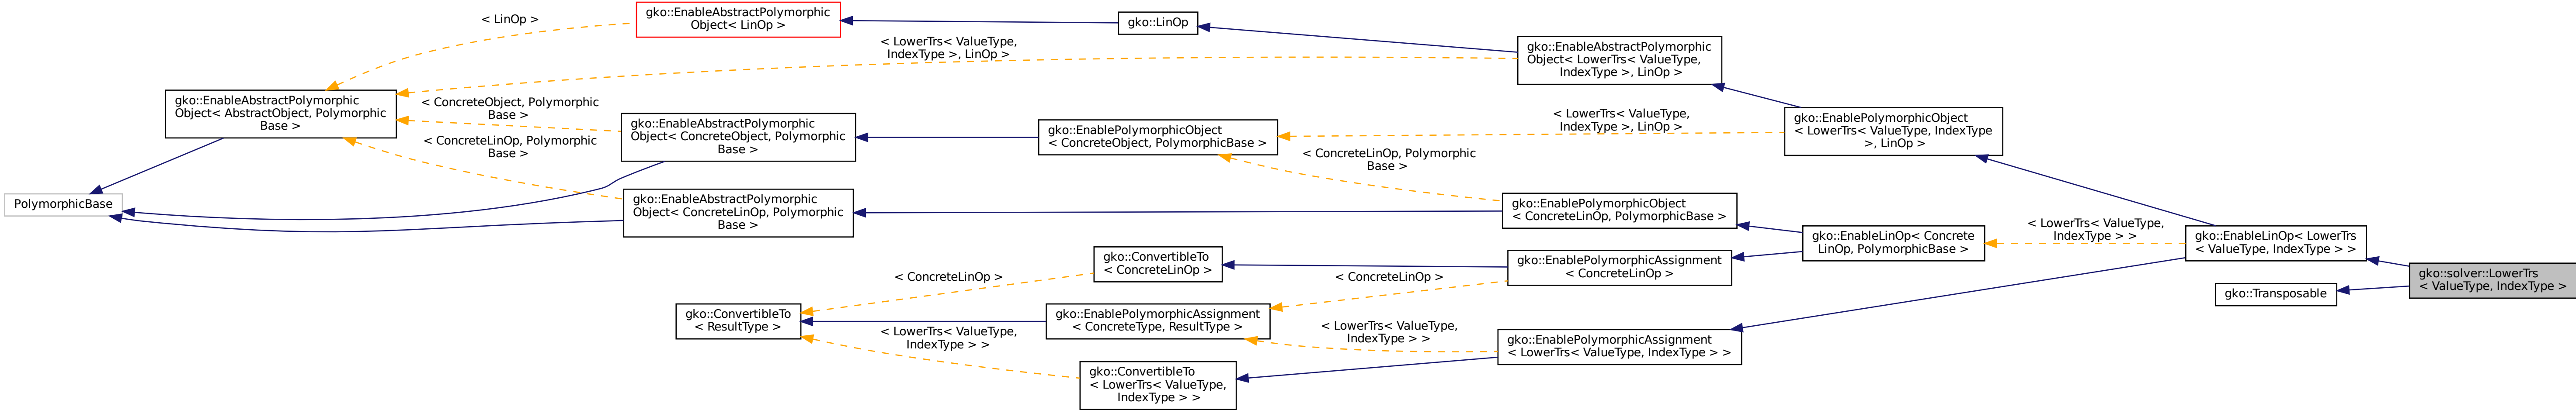 < LinOp >
gko::EnableAbstractPolymorphic
Object< LinOp >
gko::LinOp
< LowerTrs< ValueType,
IndexType >, LinOp >
gko::EnableAbstractPolymorphic
Object< LowerTrs< ValueType,
IndexType >, LinOp >
gko::EnableAbstractPolymorphic
Object< AbstractObject, Polymorphic
Base >
< ConcreteObject, Polymorphic
Base >
gko::EnableAbstractPolymorphic
Object< ConcreteObject, Polymorphic
Base >
gko::EnablePolymorphicObject
< ConcreteObject, PolymorphicBase >
< LowerTrs< ValueType,
IndexType >, LinOp >
gko::EnablePolymorphicObject
< LowerTrs< ValueType, IndexType
>, LinOp >
< ConcreteLinOp, Polymorphic
Base >
< ConcreteLinOp, Polymorphic
Base >
PolymorphicBase
gko::EnableAbstractPolymorphic
Object< ConcreteLinOp, Polymorphic
Base >
gko::EnablePolymorphicObject
< ConcreteLinOp, PolymorphicBase >
gko::EnableLinOp< Concrete
LinOp, PolymorphicBase >
< LowerTrs< ValueType,
IndexType > >
gko::EnableLinOp< LowerTrs
< ValueType, IndexType > >
gko::ConvertibleTo
< ConcreteLinOp >
gko::EnablePolymorphicAssignment
< ConcreteLinOp >
gko::solver::LowerTrs
< ValueType, IndexType >
< ConcreteLinOp >
< ConcreteLinOp >
gko::Transposable
gko::ConvertibleTo
< ResultType >
gko::EnablePolymorphicAssignment
< ConcreteType, ResultType >
< LowerTrs< ValueType,
IndexType > >
< LowerTrs< ValueType,
IndexType > >
gko::EnablePolymorphicAssignment
< LowerTrs< ValueType, IndexType > >
gko::ConvertibleTo
< LowerTrs< ValueType,
IndexType > >